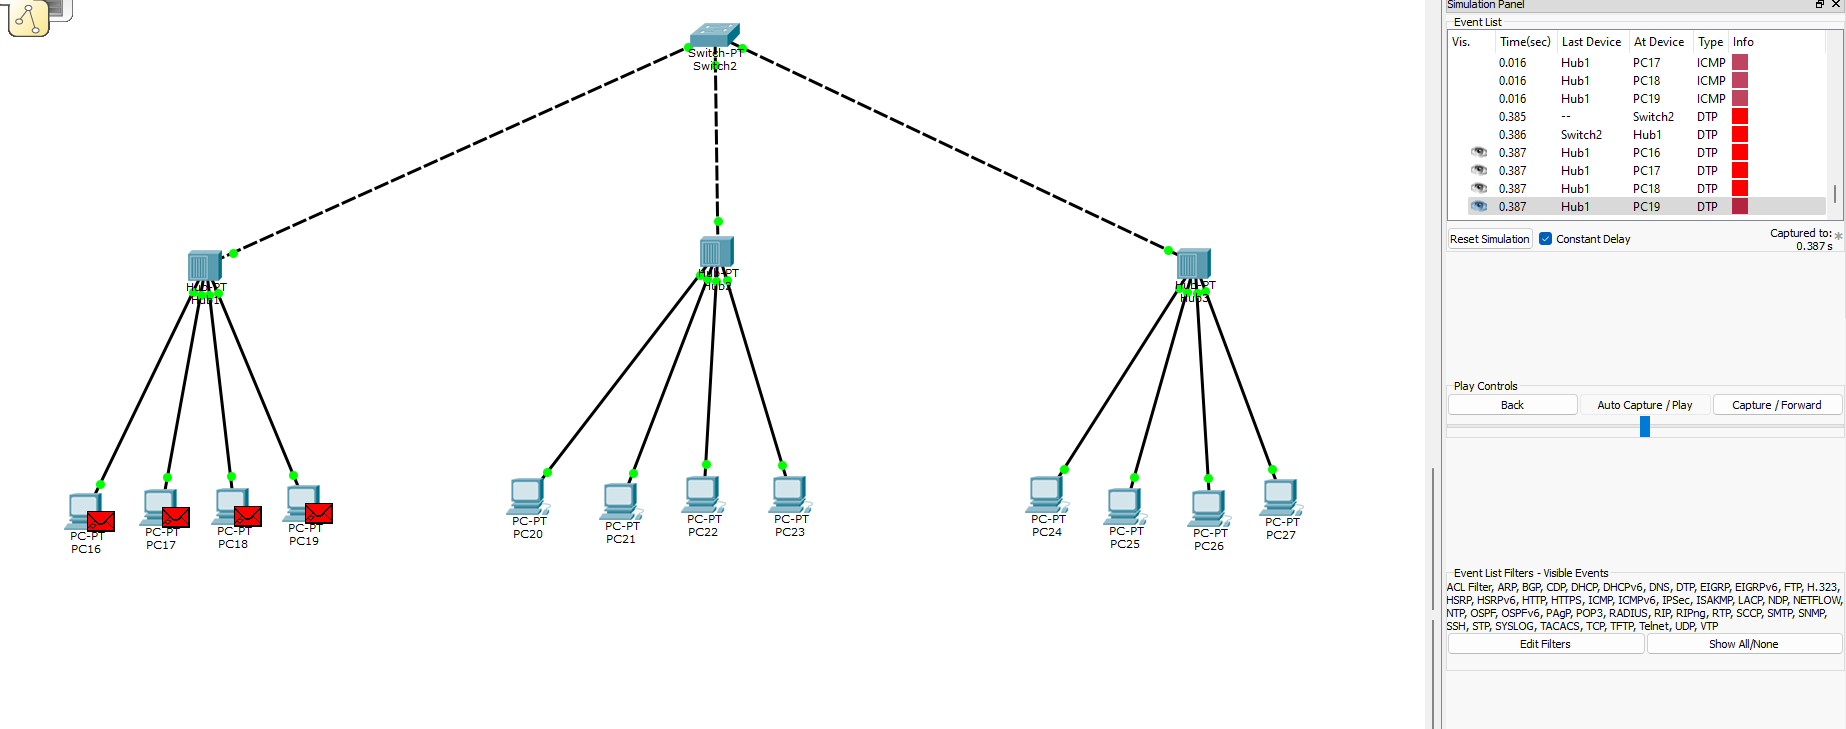 Switch-PT
Switch2
Hub-PT
Hub1
Hub-PT
Hub2
Hub-PT
Hub3
PC-PT
PC16
PC-PT
PC17
PC-PT
PC18
PC-PT
PC19
PC-PT
PC20
PC-PT
PC21
PC-PT
PC22
PC-PT
PC23
PC-PT
PC24
PC-PT
PC25
PC-PT
PC26
PC-PT
PC27
Simulation Panel
Event List
Vis. Time(sec) Last Device At Device Type Info
0.016 Hub1 PC17 ICMP
0.016 Hub1 PC18 ICMP
0.016 Hub1 PC19 ICMP
0.385 -- Switch2 DTP
0.386 Switch2 Hub1 DTP
0.387 Hub1 PC16 DTP
0.387 Hub1 PC17 DTP
0.387 Hub1 PC18 DTP
0.387 Hub1 PC19 DTP
Reset Simulation Constant Delay Captured to: *
0.387 s
Play Controls
Back Auto Capture / Play Capture / Forward
Event List Filters - Visible Events
ACL Filter, ARP, BGP, CDP, DHCP, DHCPv6, DNS, DTP, EIGRP, EIGRPv6, FTP, H.323,
HSRP, HSRPv6, HTTP, HTTPS, ICMP, ICMPv6, IPSec, ISAKMP, LACP, NDP, NETFLOW,
NTP, OSPF, OSPFv6, PAgP, POP3, RADIUS, RIP, RIPng, RTP, SCCP, SMTP, SNMP,
SSH, STP, SYSLOG, TACACS, TCP, TFTP, Telnet, UDP, VTP
Edit Filters Show All/None